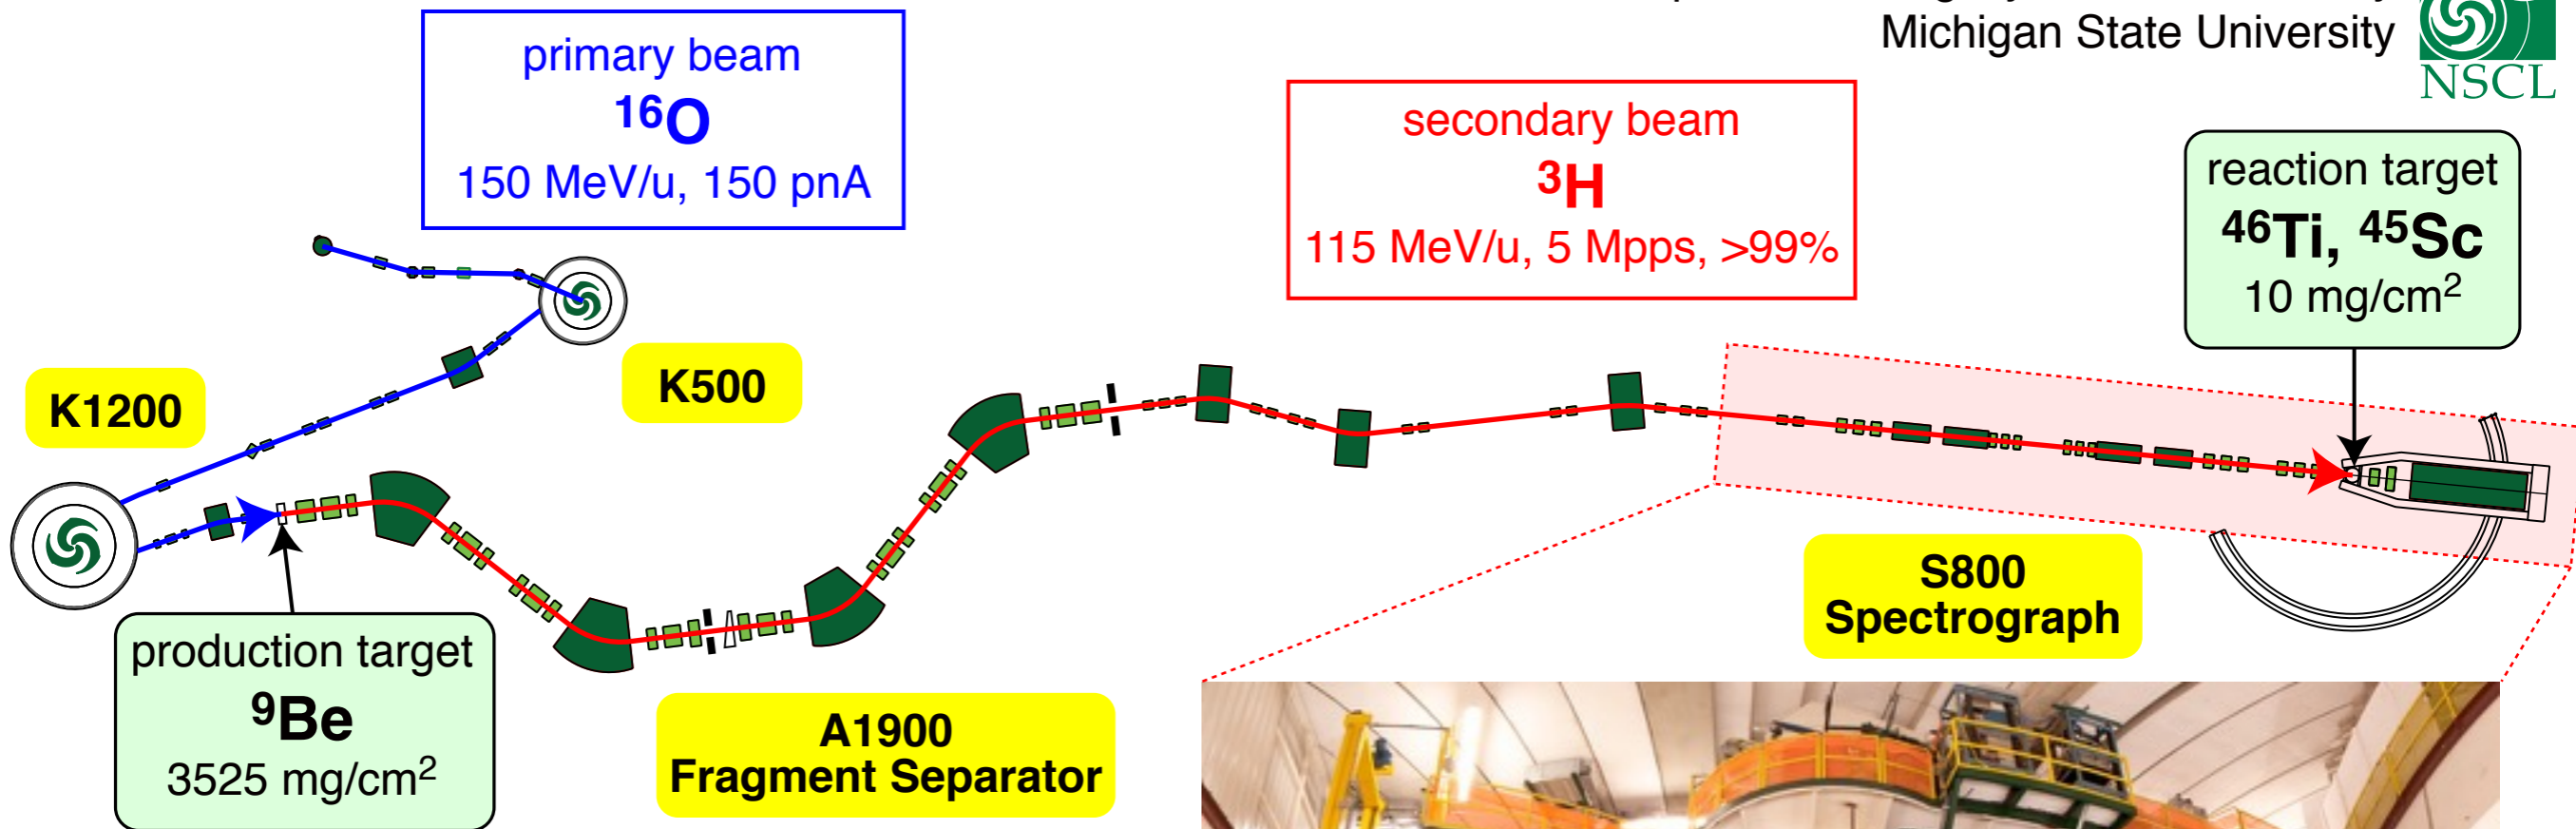 Michigan State University
NSCL
primary beam
¹⁶O
150 MeV/u, 150 pnA
secondary beam
³H
115 MeV/u, 5 Mpps, >99%
reaction target
⁴⁶Ti, ⁴⁵Sc
10 mg/cm²
K1200
K500
S800
Spectrograph
production target
⁹Be
3525 mg/cm²
A1900
Fragment Separator